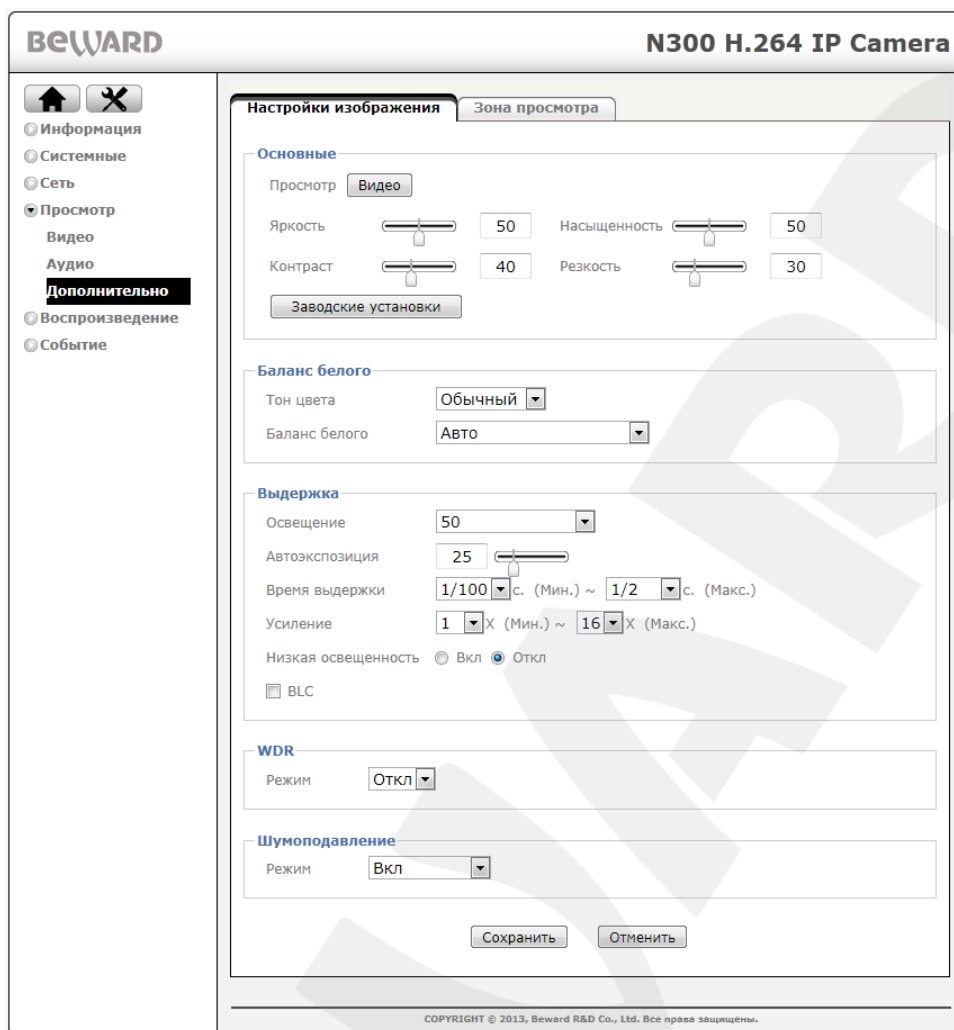 BEWARD
N300 H.264 IP Camera
Информация
Системные
Сеть
Просмотр
Видео
Аудио
Дополнительно
Воспроизведение
Событие
Настройки изображения
Зона просмотра
Основные
Просмотр Видео
Яркость 50 Насыщенность 50
Контраст 40 Резкость 30
Заводские установки
Баланс белого
Тон цвета Обычный
Баланс белого Авто
Выдержка
Освещение 50
Автоэкспозиция 25
Время выдержки 1/100 с. (Мин.) ~ 1/2 с. (Макс.)
Усиление 1 X (Мин.) ~ 16 X (Макс.)
Низкая освещенность Вкл Откл
BLC
WDR
Режим Откл
Шумоподавление
Режим Вкл
Сохранить Отменить
COPYRIGHT © 2013, Beward R&D Co., Ltd. Все права защищены.